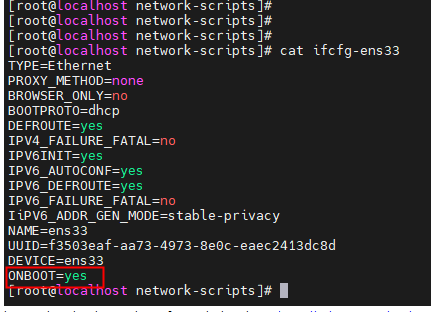 [root@localhost network-scripts]#
[root@localhost network-scripts]#
[root@localhost network-scripts]#
[root@localhost network-scripts]# cat ifcfg-ens33
TYPE=Ethernet
PROXY_METHOD=none
BROWSER_ONLY=no
BOOTPROTO=dhcp
DEFROUTE=yes
IPV4_FAILURE_FATAL=no
IPV6INIT=yes
IPV6_AUTOCONF=yes
IPV6_DEFROUTE=yes
IPV6_FAILURE_FATAL=no
IiPV6_ADDR_GEN_MODE=stable-privacy
NAME=ens33
UUID=f3503eaf-aa73-4973-8e0c-eaec2413dc8d
DEVICE=ens33
ONBOOT=yes
[root@localhost network-scripts]#